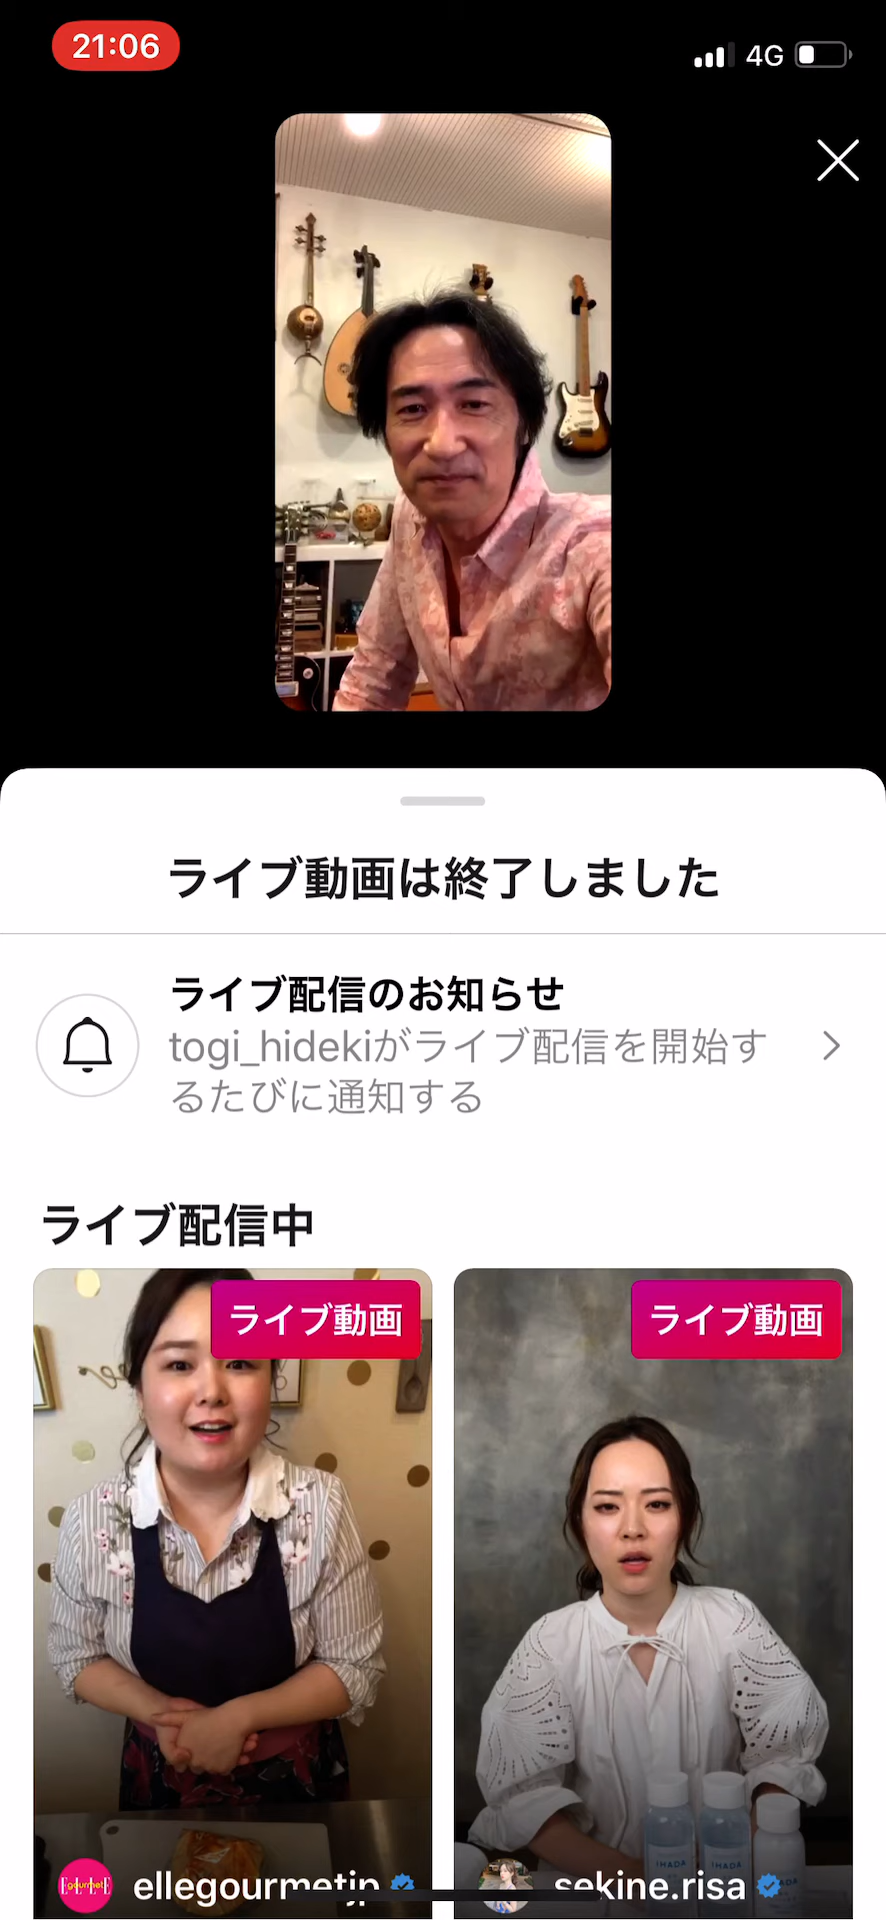 21:06
4G
ライブ動画は終了しました
ライブ配信のお知らせ
togi_hidekiがライブ配信を開始す
るたびに通知する
ライブ配信中
ライブ動画
ライブ動画
IHADA
IHADA
ellegourmetjp
sekine.risa